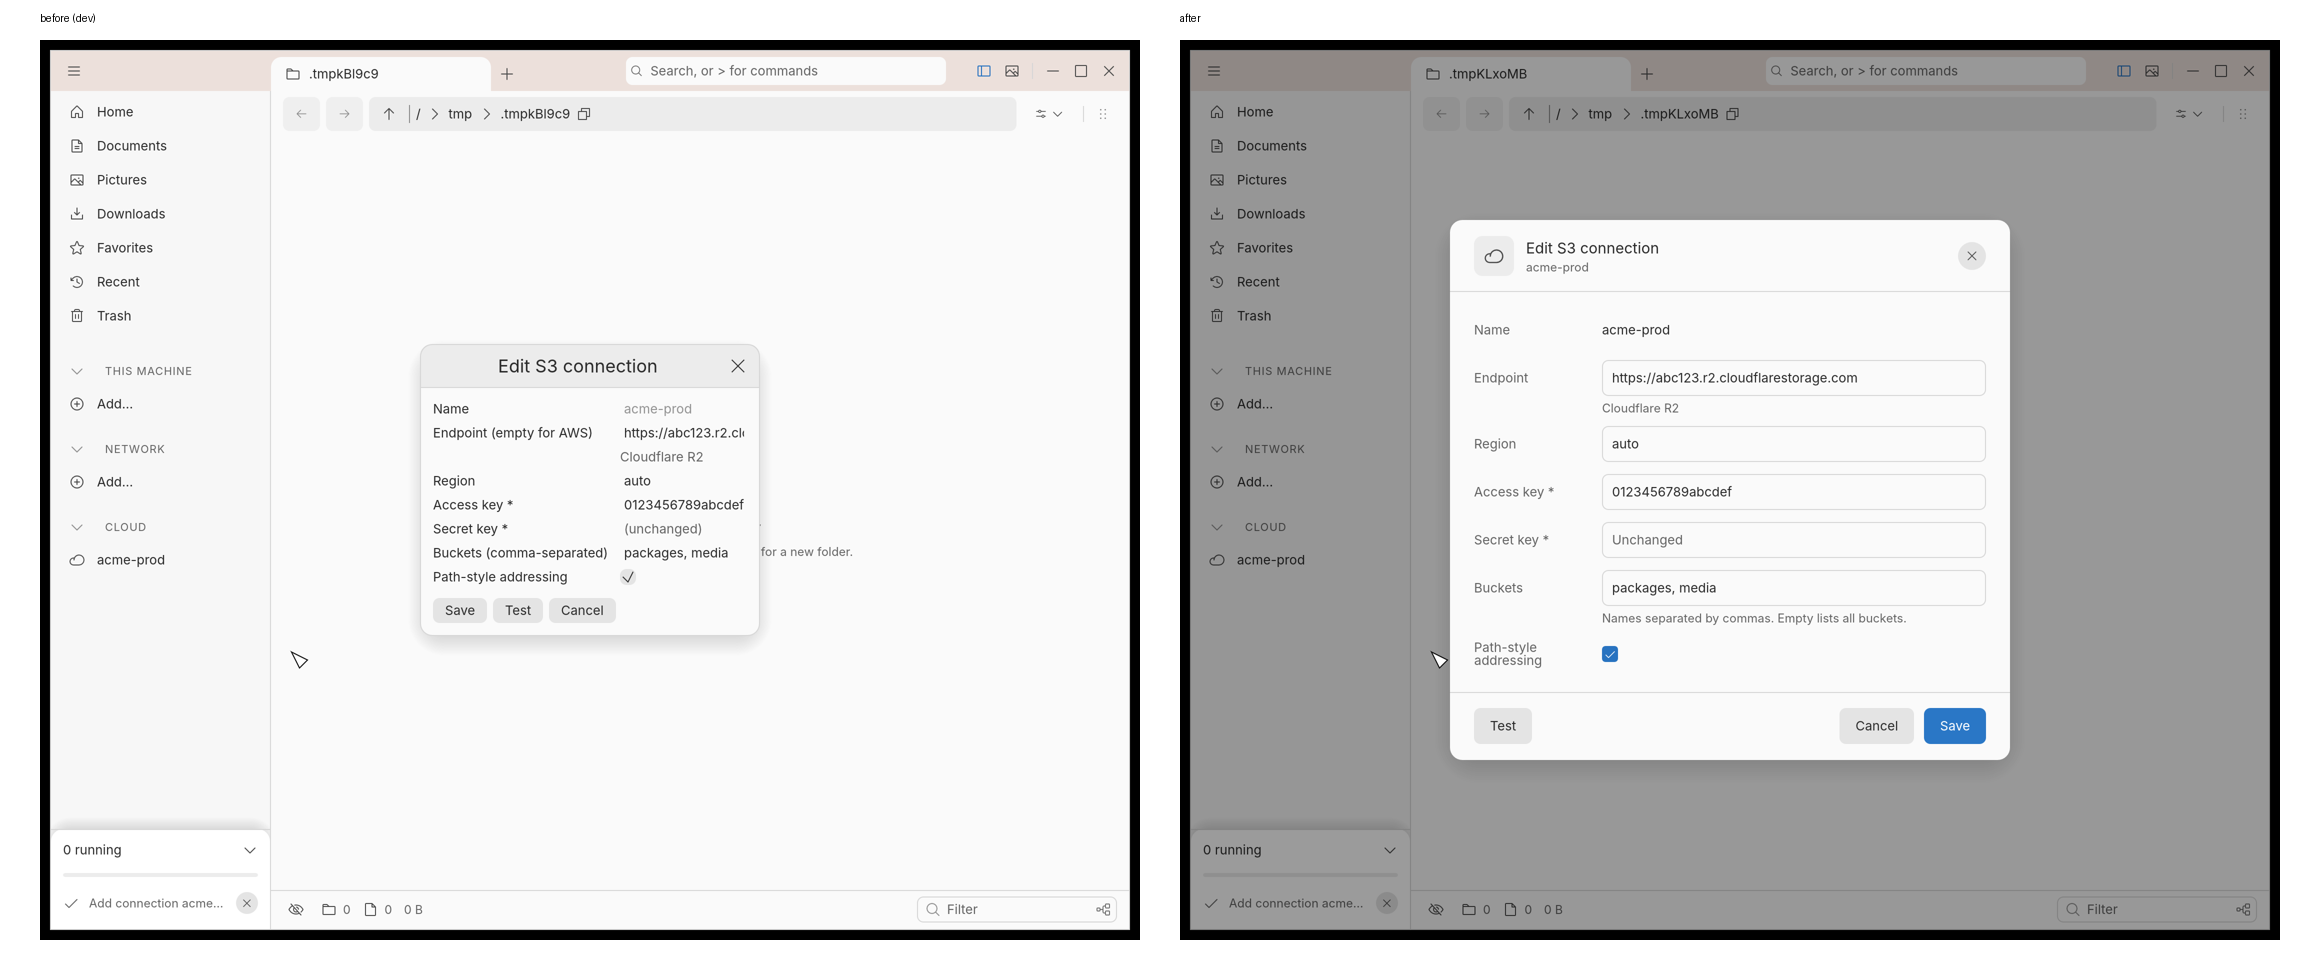 before (dev)
.tmpkBl9c9
Search, or > for commands
Home
/ tmp .tmpkBl9c9
Documents
Pictures
Downloads
Favorites
Recent
Trash
THIS MACHINE
Add...
NETWORK
Add...
CLOUD
acme-prod
Edit S3 connection
Name acme-prod
Endpoint (empty for AWS) https://abc123.r2.cl
Cloudflare R2
Region auto
Access key * 0123456789abcdef
Secret key * (unchanged)
Buckets (comma-separated) packages, media
Path-style addressing
Save Test Cancel
for a new folder.
0 running
Add connection acme...
0 0 0 B
Filter
after
.tmpKLxoMB
Search, or > for commands
Home
/ tmp .tmpKLxoMB
Documents
Pictures
Downloads
Favorites
Recent
Trash
THIS MACHINE
Add...
NETWORK
Add...
CLOUD
acme-prod
Edit S3 connection
acme-prod
Name acme-prod
Endpoint https://abc123.r2.cloudflarestorage.com
Cloudflare R2
Region auto
Access key * 0123456789abcdef
Secret key * Unchanged
Buckets packages, media
Names separated by commas. Empty lists all buckets.
Path-style
addressing
Test Cancel Save
0 running
Add connection acme...
0 0 0 B
Filter